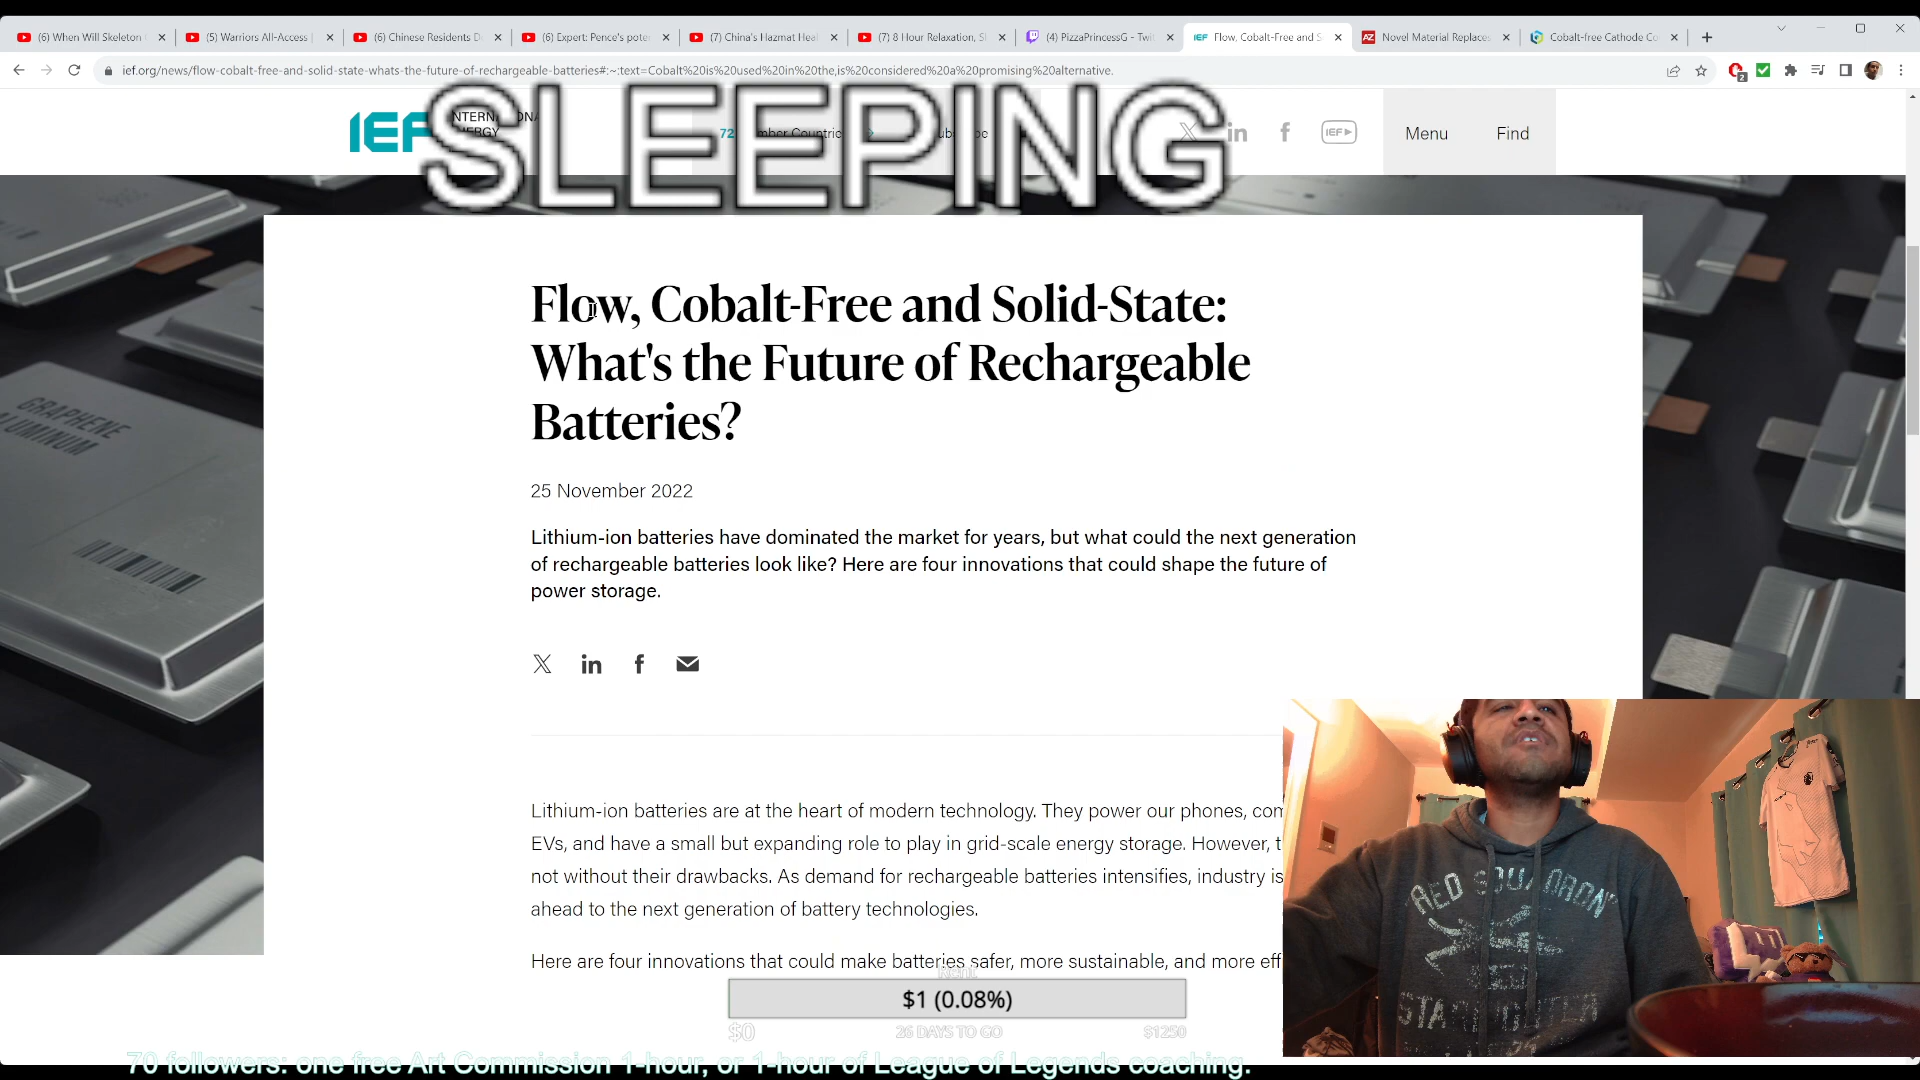 (6) When Will Skeleton
(5) Warriors All-Access |
(6) Chinese Residents D
(6) Expert: Pence's pote
(7) China's Hazmat Hea
(7) 8 Hour Relaxation, S
(4) PizzaPrincessG - Twit
IEF Flow, Cobalt-Free and S
AZ Novel Material Replaces
Cobalt-free Cathode Co
ief.org/news/flow-cobalt-free-and-solid-state-whats-the-future-of-rechargeable-batteries#:~:text=Cobalt%20is%20used%20in%20the,is%20considered%20a%20promising%20alternative.
2
SLEEPING
IEF
72
in
f
IEF
Menu
Find
Flow, Cobalt-Free and Solid-State:
What's the Future of Rechargeable
Batteries?
25 November 2022
Lithium-ion batteries have dominated the market for years, but what could the next generation
of rechargeable batteries look like? Here are four innovations that could shape the future of
power storage.
X in f
GRAPHENE
ALUMINUM
Lithium-ion batteries are at the heart of modern technology. They power our phones, com
EVs, and have a small but expanding role to play in grid-scale energy storage. However, t
not without their drawbacks. As demand for rechargeable batteries intensifies, industry is
ahead to the next generation of battery technologies.
Here are four innovations that could make batteries safer, more sustainable, and more eff
Rent
$1 (0.08%)
$0
26 DAYS TO GO
$1250
RED SQUADRON
STARFIGHTER
70 followers: one free Art Commission 1-hour, or 1-hour of League of Legends coaching.